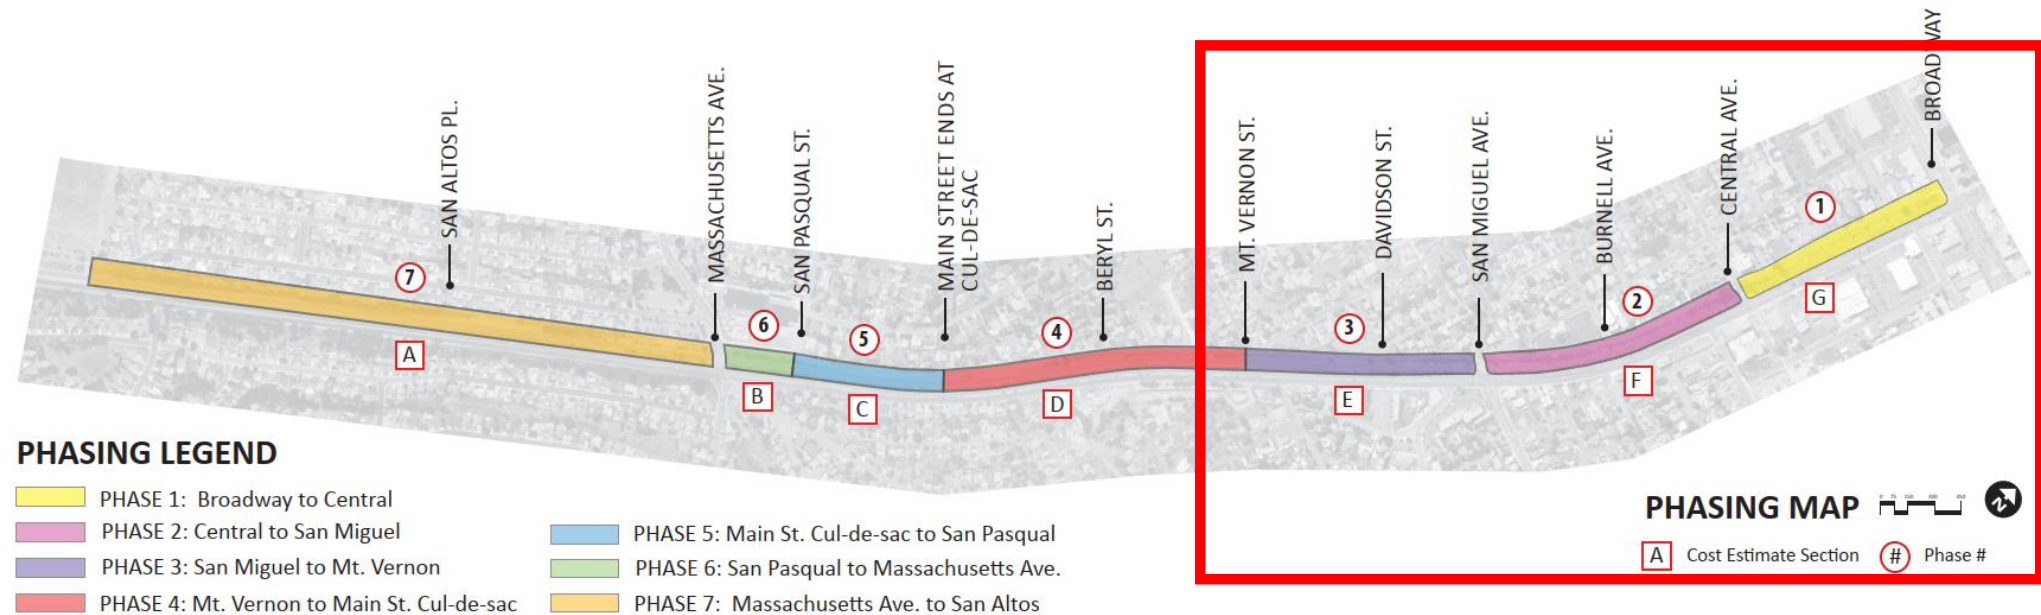 SAN ALTOS PL.
MASSACHUSETTS AVE.
SAN PASQUAL ST.
MAIN STREET ENDS AT
CUL-DE-SAC
BERYL ST.
MT. VERNON ST.
DAVIDSON ST.
SAN MIGUEL AVE.
BURNELL AVE.
CENTRAL AVE.
BROADWAY
7
6
5
4
3
2
1
A
B
C
D
E
F
G
PHASING LEGEND
PHASE 1: Broadway to Central
PHASE 2: Central to San Miguel
PHASE 3: San Miguel to Mt. Vernon
PHASE 4: Mt. Vernon to Main St. Cul-de-sac
PHASE 5: Main St. Cul-de-sac to San Pasqual
PHASE 6: San Pasqual to Massachusetts Ave.
PHASE 7: Massachusetts Ave. to San Altos
PHASING MAP
0 75 150 300 450
N
A Cost Estimate Section
# Phase #